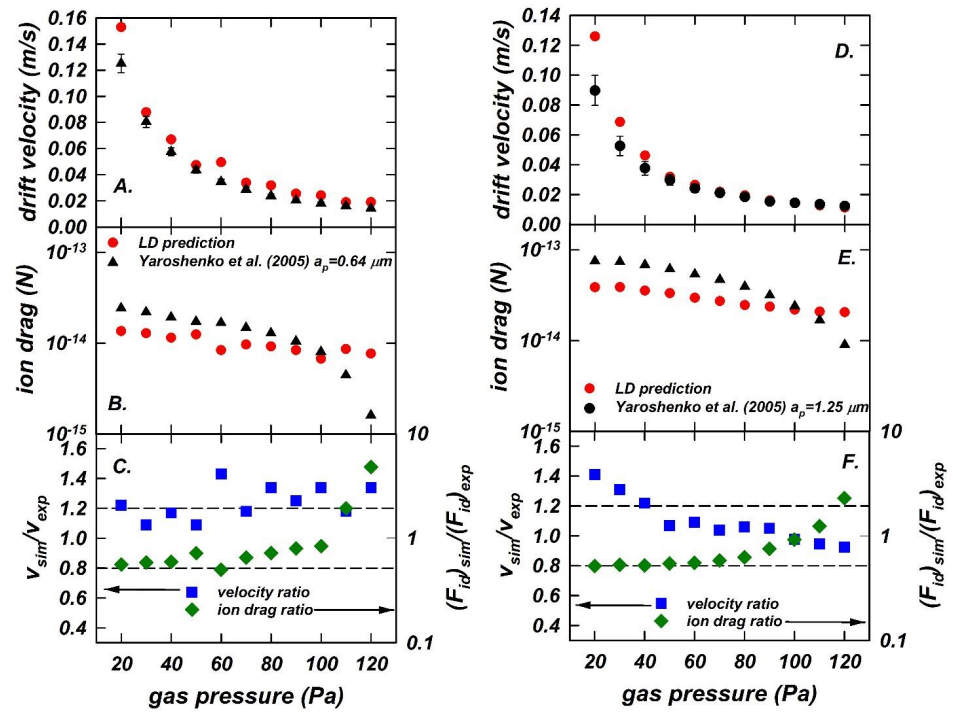 0.16
0.14
0.12
0.10
0.08
0.06
0.04
0.02
0.00
drift velocity (m/s)
A.
10⁻¹³
10⁻¹⁴
10⁻¹⁵
ion drag (N)
LD prediction
Yaroshenko et al. (2005) aₚ=0.64 μm
B.
1.6
1.4
1.2
1.0
0.8
0.6
0.4
v_sim/v_exp
C.
velocity ratio
ion drag ratio
10
1
0.1
(F_id)_sim/(F_id)_exp
20 40 60 80 100 120
gas pressure (Pa)
0.14
0.12
0.10
0.08
0.06
0.04
0.02
0.00
drift velocity (m/s)
D.
10⁻¹³
10⁻¹⁴
10⁻¹⁵
ion drag (N)
E.
LD prediction
Yaroshenko et al. (2005) aₚ=1.25 μm
1.6
1.4
1.2
1.0
0.8
0.6
0.4
v_sim/v_exp
F.
velocity ratio
ion drag ratio
10
1
0.1
(F_id)_sim/(F_id)_exp
20 40 60 80 100 120
gas pressure (Pa)